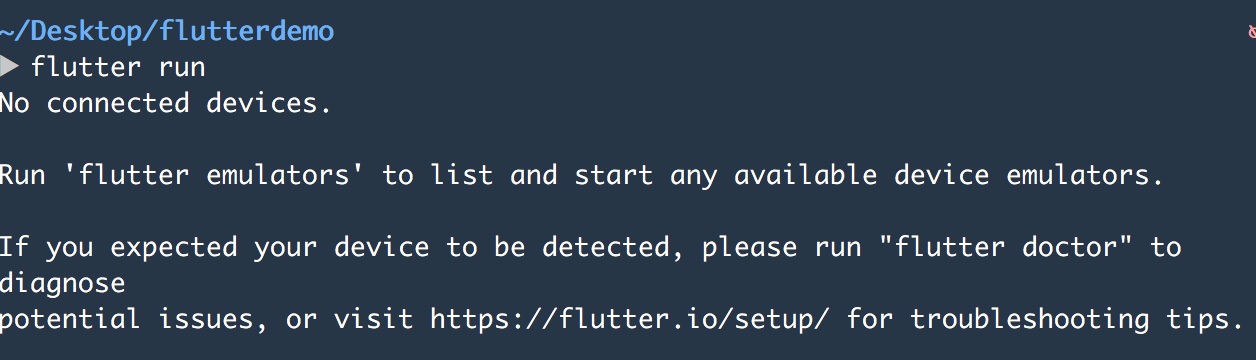 ~/Desktop/flutterdemo
▶ flutter run
No connected devices.
Run 'flutter emulators' to list and start any available device emulators.
If you expected your device to be detected, please run "flutter doctor" to
diagnose
potential issues, or visit https://flutter.io/setup/ for troubleshooting tips.